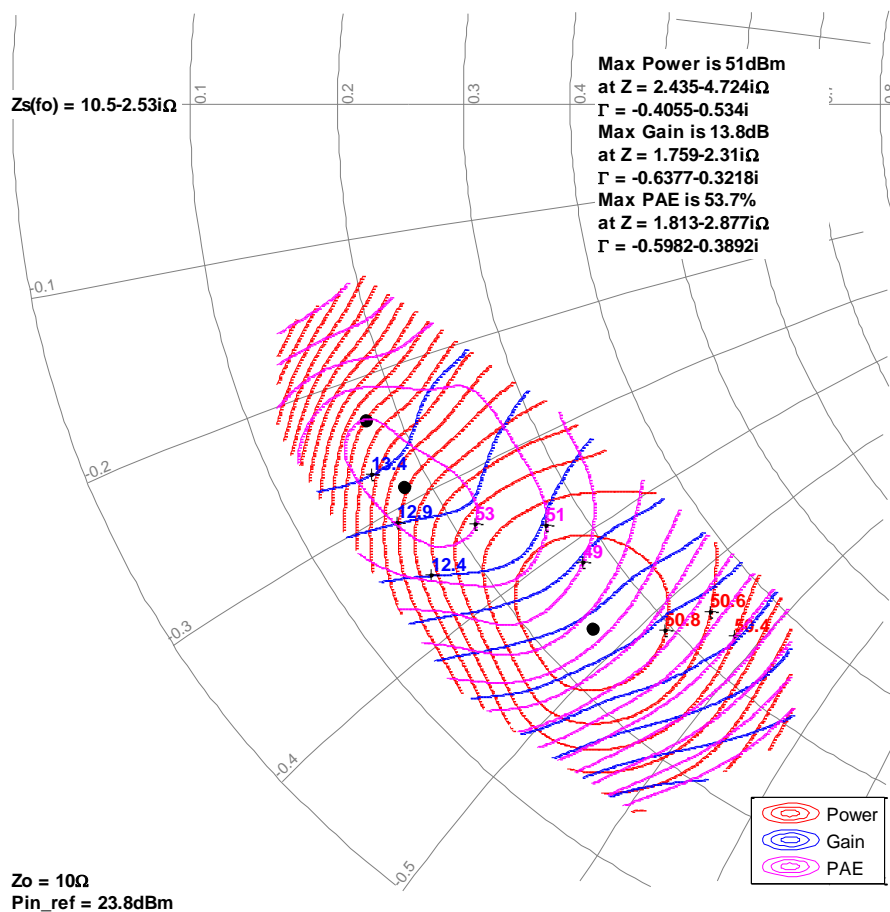 Max Power is 51dBm
at Z = 2.435-4.724iΩ
Γ = -0.4055-0.534i
Max Gain is 13.8dB
at Z = 1.759-2.31iΩ
Γ = -0.6377-0.3218i
Max PAE is 53.7%
at Z = 1.813-2.877iΩ
Γ = -0.5982-0.3892i
Zs(fo) = 10.5-2.53iΩ
0.1
0.2
0.3
0.4
0.8
-0.1
-0.2
-0.3
-0.4
-0.5
13.4
12.9
12.4
53
51
49
50.8
50.6
50.4
Power
Gain
PAE
Zo = 10Ω
Pin_ref = 23.8dBm